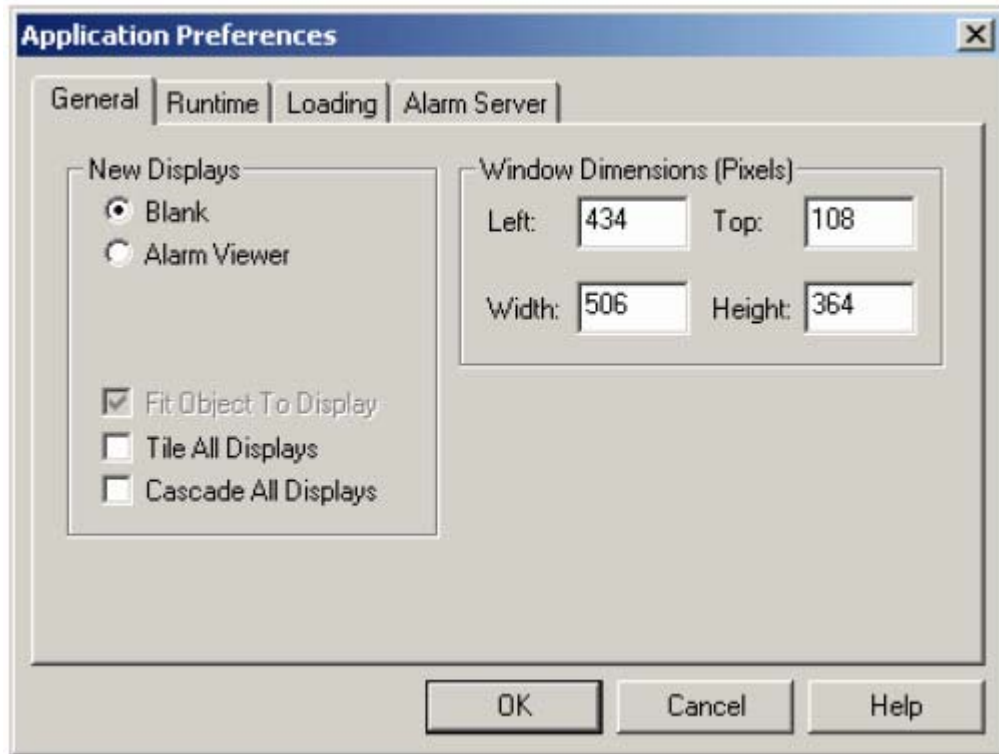 Application Preferences
General Runtime Loading Alarm Server
New Displays
Blank
Alarm Viewer
Fit Object To Display
Tile All Displays
Cascade All Displays
Window Dimensions (Pixels)
Left: 434 Top: 108
Width: 506 Height: 364
OK Cancel Help